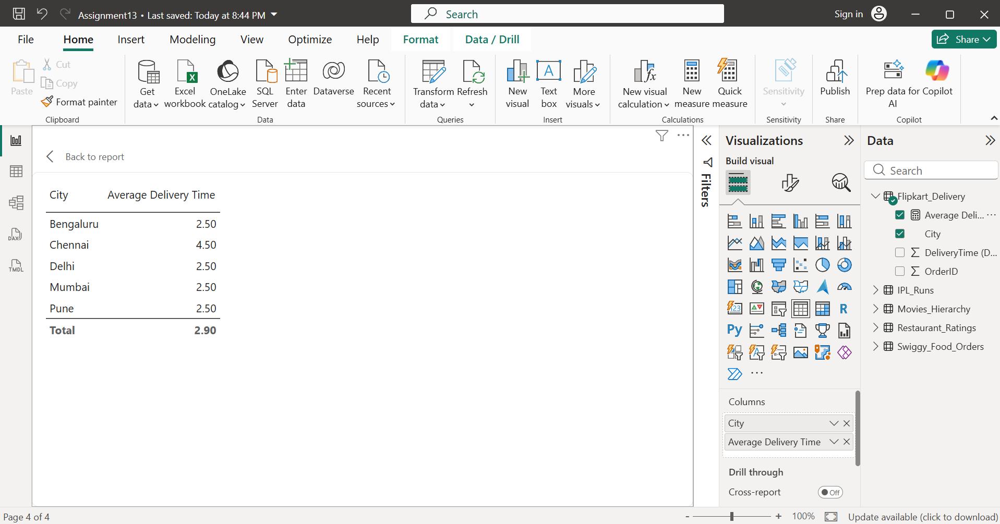 Assignment13 • Last saved: Today at 8:44 PM
Search
Sign in
File Home Insert Modeling View Optimize Help Format Data / Drill
Share
Paste
Cut
Copy
Format painter
Clipboard
Get data
Excel workbook
OneLake catalog
SQL Server
Enter data
Dataverse
Recent sources
Data
Transform data
Refresh
Queries
New visual
Text box
More visuals
Insert
New visual calculation
New measure
Quick measure
Calculations
Sensitivity
Sensitivity
Publish
Share
Prep data for AI
Copilot
Copilot
DAX
TMDL
Back to report
City Average Delivery Time
Bengaluru 2.50
Chennai 4.50
Delhi 2.50
Mumbai 2.50
Pune 2.50
Total 2.90
Filters
Visualizations
Build visual
123
R
Py
Columns
City
Average Delivery Time
Drill through
Cross-report
Off
Data
Search
Flipkart_Delivery
Average Deli...
City
DeliveryTime (D...
OrderID
IPL_Runs
Movies_Hierarchy
Restaurant_Ratings
Swiggy_Food_Orders
Page 4 of 4
- + 100%
Update available (click to download)